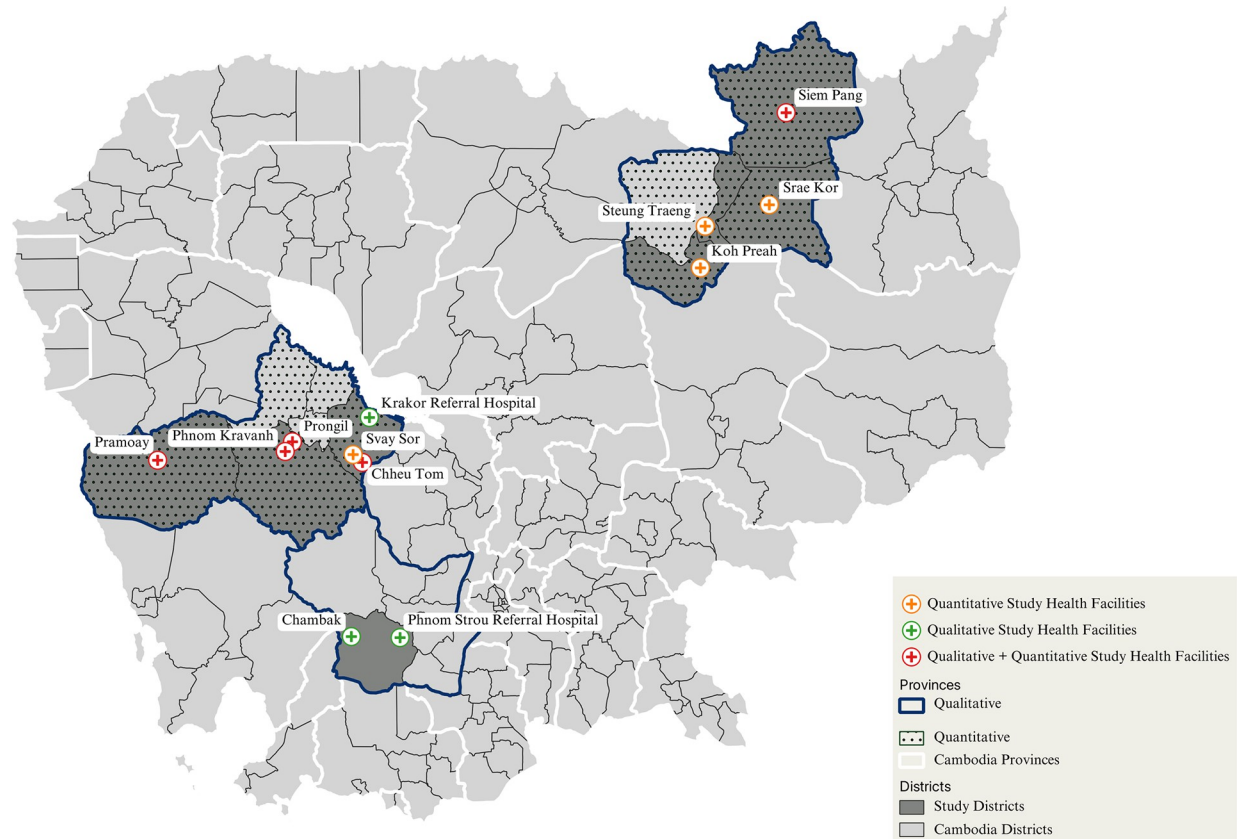 Siem Pang
Srae Kor
Steung Traeng
Koh Preah
Krakor Referral Hospital
Prongil
Phnom Kravanh
Pramoay
Svay Sor
Chheu Tom
Chambak
Phnom Strou Referral Hospital
Quantitative Study Health Facilities
Qualitative Study Health Facilities
Qualitative + Quantitative Study Health Facilities
Provinces
Qualitative
Quantitative
Cambodia Provinces
Districts
Study Districts
Cambodia Districts